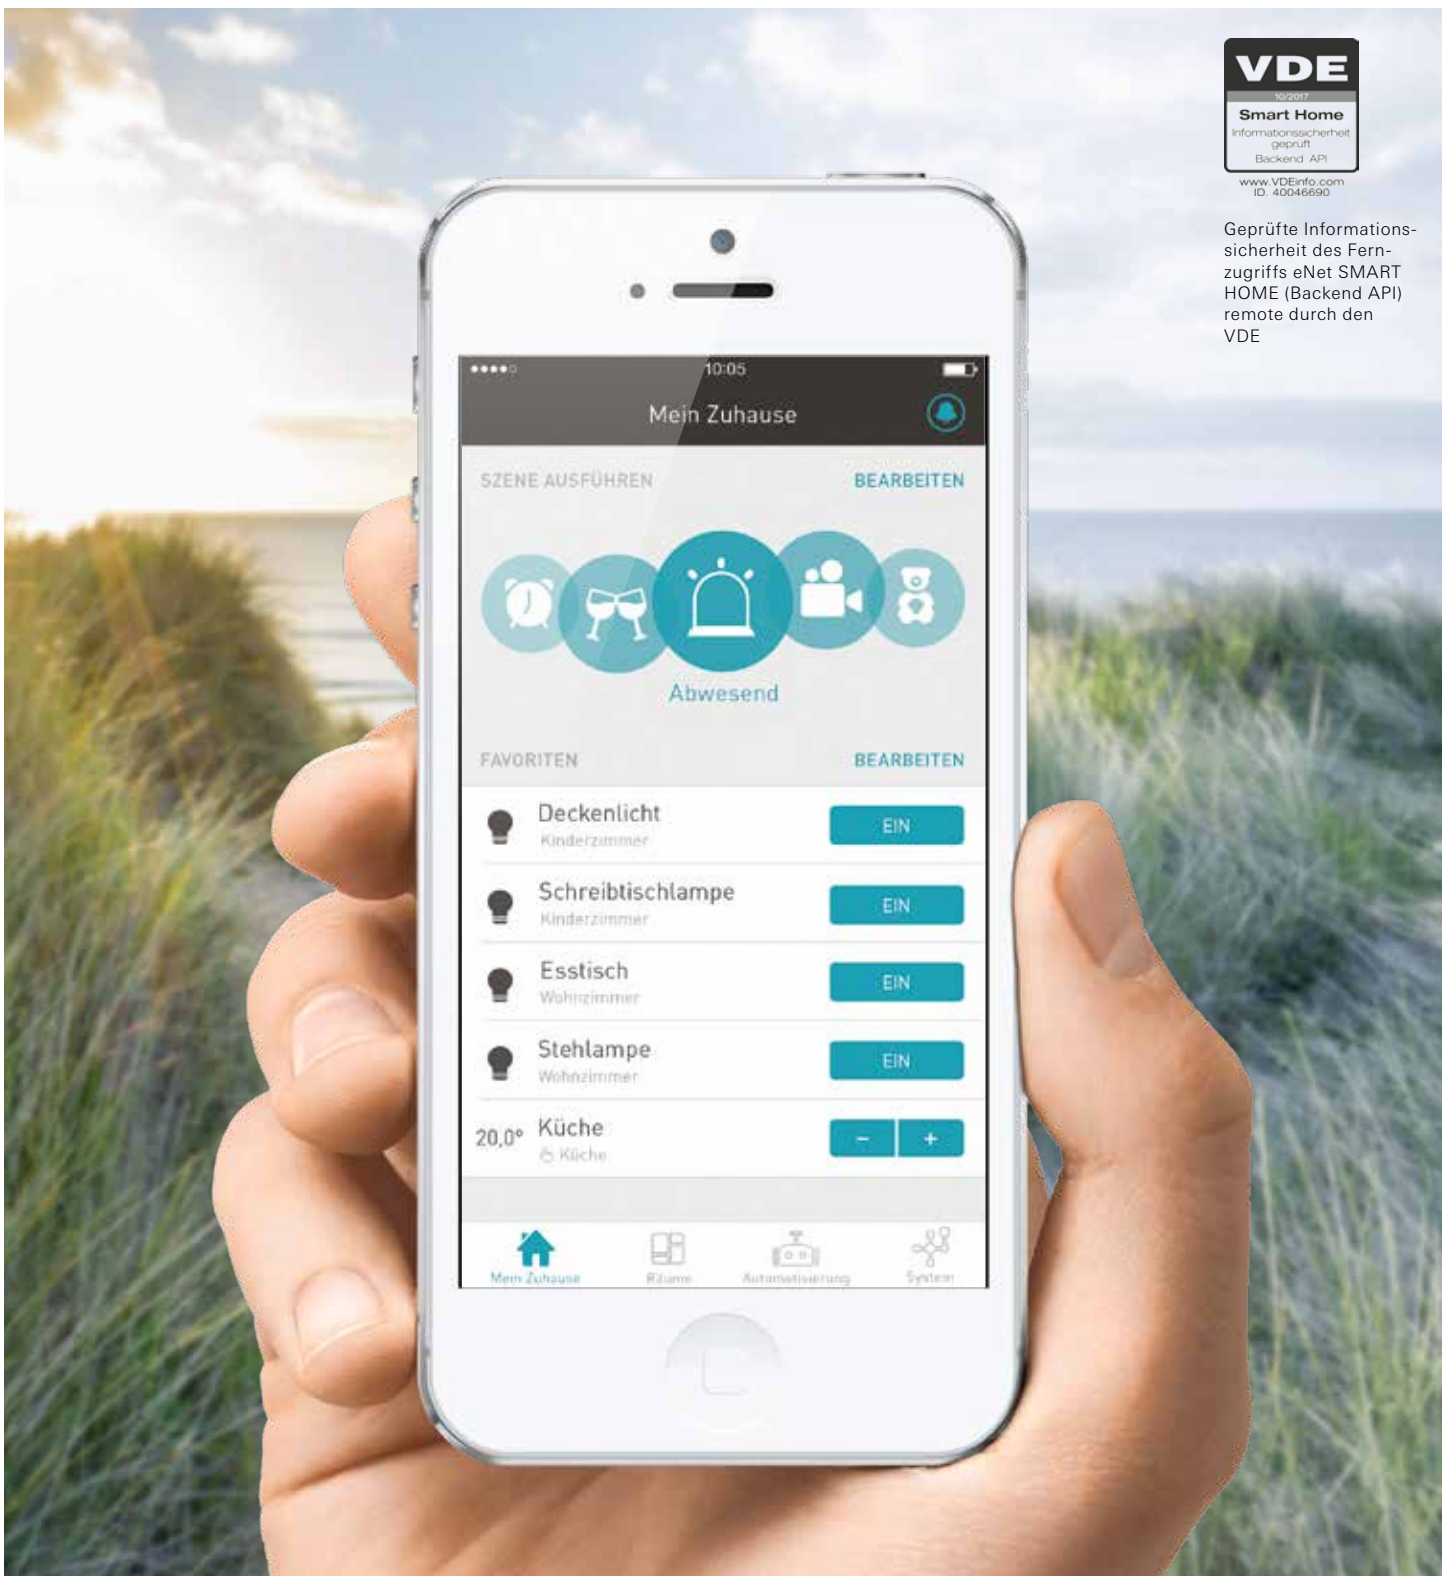 VDE
10/2017
Smart Home
Informationssicherheit
geprüft
Backend API
www.VDEinfo.com
ID. 40046690
Geprüfte Informations-
sicherheit des Fern-
zugriffs eNet SMART
HOME (Backend API)
remote durch den
VDE
10:05
Mein Zuhause
SZENE AUSFÜHREN BEARBEITEN
Abwesend
FAVORITEN BEARBEITEN
Deckenlicht EIN
Kinderzimmer
Schreibtischlampe EIN
Kinderzimmer
Esstisch EIN
Wohnzimmer
Stehlampe EIN
Wohnzimmer
20,0° Küche - +
Küche
Mein Zuhause Räume Automatisierung System